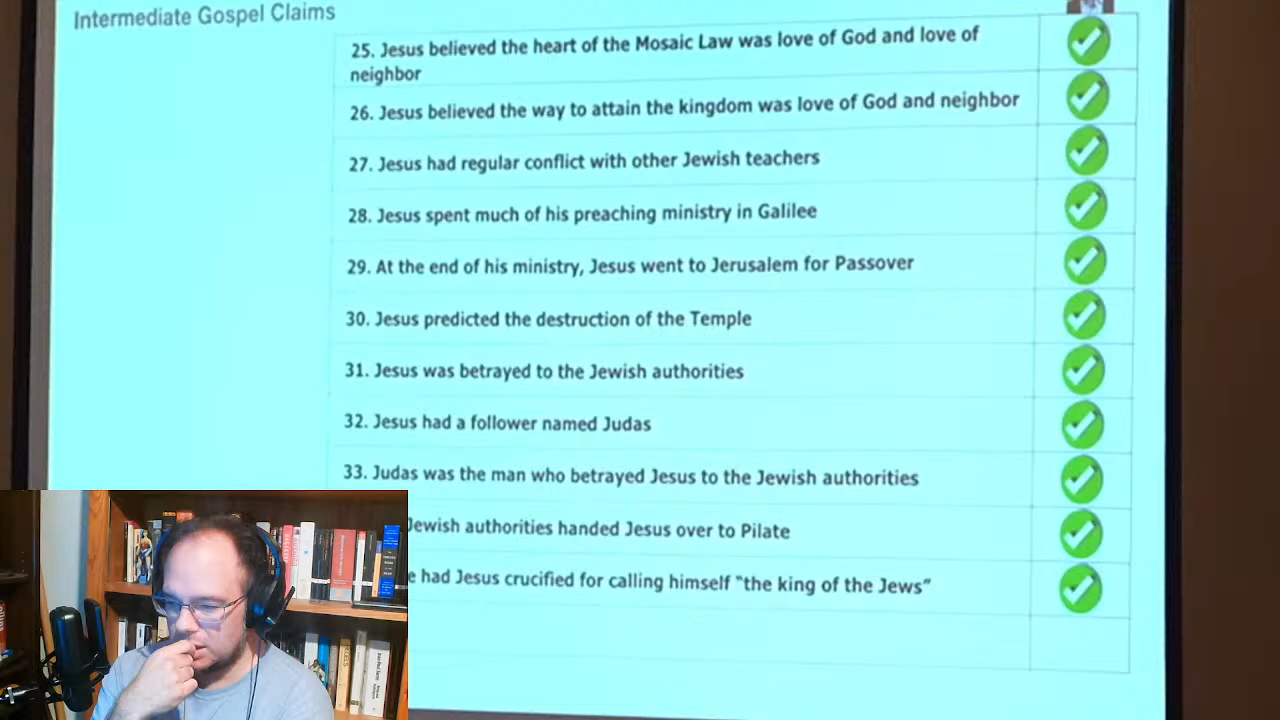 Intermediate Gospel Claims
25. Jesus believed the heart of the Mosaic Law was love of God and love of
neighbor
26. Jesus believed the way to attain the kingdom was love of God and neighbor
27. Jesus had regular conflict with other Jewish teachers
28. Jesus spent much of his preaching ministry in Galilee
29. At the end of his ministry, Jesus went to Jerusalem for Passover
30. Jesus predicted the destruction of the Temple
31. Jesus was betrayed to the Jewish authorities
32. Jesus had a follower named Judas
33. Judas was the man who betrayed Jesus to the Jewish authorities
Jewish authorities handed Jesus over to Pilate
e had Jesus crucified for calling himself "the king of the Jews"